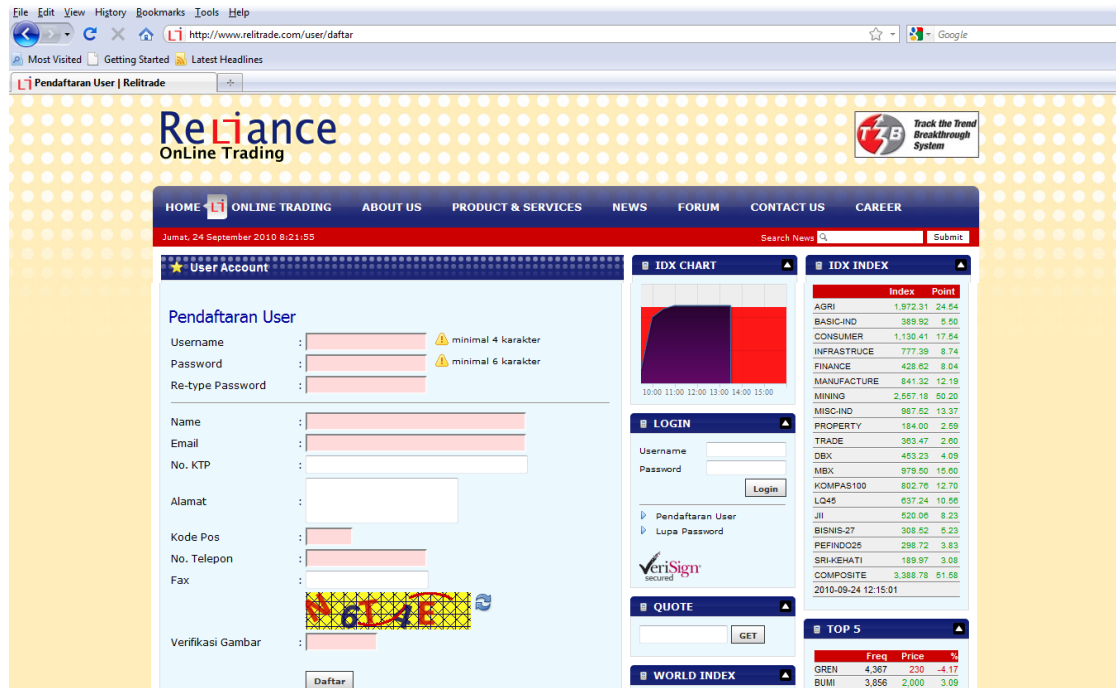 File Edit View History Bookmarks Tools Help
http://www.relitrade.com/user/daftar
Google
Most Visited Getting Started Latest Headlines
Pendaftaran User | Relitrade
Reliance
OnLine Trading
T3B
Track the Trend
Breakthrough
System
HOME ONLINE TRADING ABOUT US PRODUCT & SERVICES NEWS FORUM CONTACT US CAREER
Jumat, 24 September 2010 8:21:55
Search News Submit
User Account
Pendaftaran User
Username : minimal 4 karakter
Password : minimal 6 karakter
Re-type Password :
Name :
Email :
No. KTP :
Alamat :
Kode Pos :
No. Telepon :
Fax :
N6TAE
Verifikasi Gambar :
Daftar
IDX CHART
10:00 11:00 12:00 13:00 14:00 15:00
LOGIN
Username
Password
Login
Pendaftaran User
Lupa Password
VeriSign
secured
QUOTE
GET
WORLD INDEX
IDX INDEX
Index Point
AGRI 1,972.31 24.54
BASIC-IND 389.92 5.50
CONSUMER 1,130.41 17.54
INFRASTRUCE 777.39 8.74
FINANCE 428.62 8.04
MANUFACTURE 841.32 12.19
MINING 2,557.18 50.20
MISC-IND 987.52 13.37
PROPERTY 184.00 2.59
TRADE 363.47 2.60
DBX 453.23 4.09
MBX 979.50 15.60
KOMPAS100 802.76 12.70
LQ45 637.24 10.56
JII 520.06 8.23
BISNIS-27 308.52 5.23
PEFINDO25 298.72 3.83
SRI-KEHATI 189.97 3.08
COMPOSITE 3,388.78 51.58
2010-09-24 12:15:01
TOP 5
Freq Price %
GREN 4,367 230 -4.17
BUMI 3,856 2,000 3.09